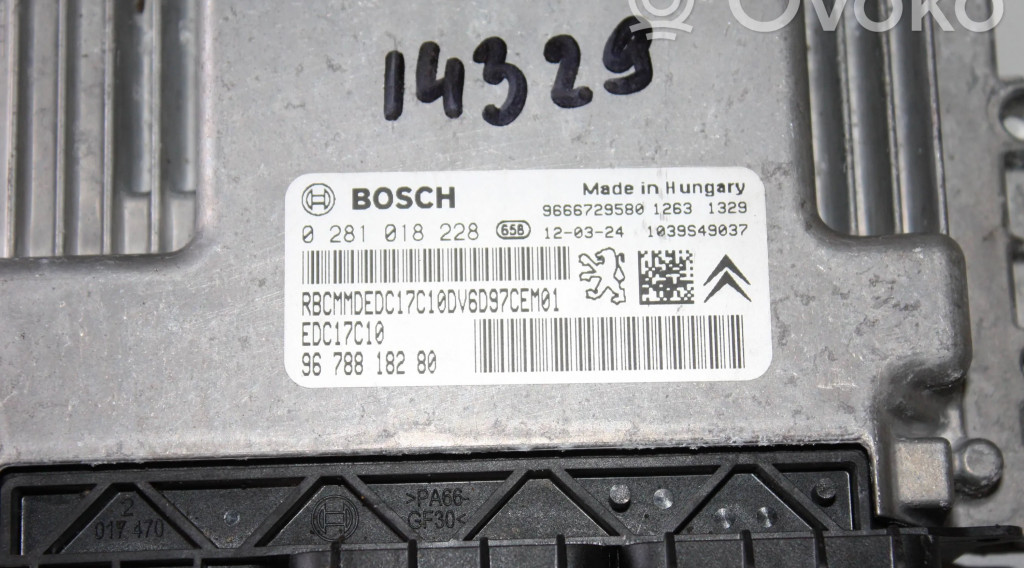 Ovoko
14329
BOSCH
Made in Hungary
9666729580 1263 1329
0 281 018 228 658 12-03-24 1039S49037
RBCMMDEDC17C10DV6D97CEM01
EDC17C10
96 788 182 80
>PA66-
GF30<
2
017 470